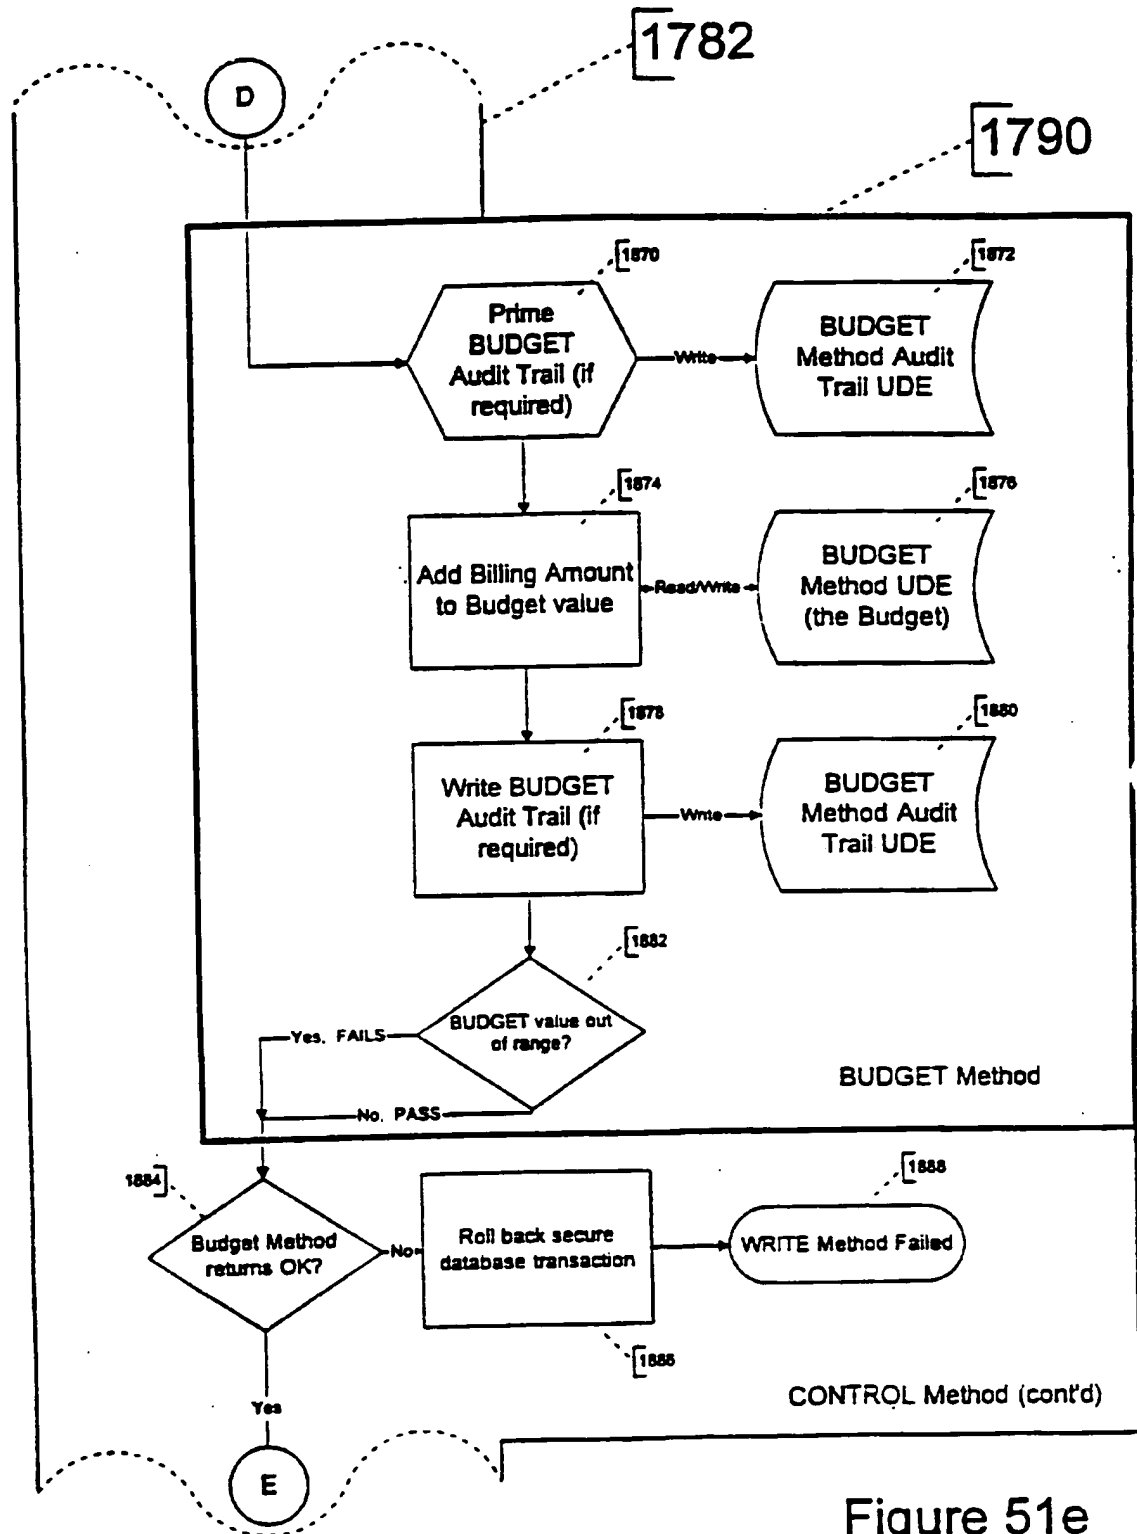 1782
D
1790
1870
1872
Prime
BUDGET
Audit Trail (if
required)
Write
BUDGET
Method Audit
Trail UDE
1874
1876
Add Billing Amount
to Budget value
Read/Write
BUDGET
Method UDE
(the Budget)
1878
1880
Write BUDGET
Audit Trail (if
required)
Write
BUDGET
Method Audit
Trail UDE
1882
BUDGET value out
of range?
Yes, FAILS
No, PASS
BUDGET Method
1884
1888
Budget Method
returns OK?
No
Roll back secure
database transaction
WRITE Method Failed
1886
Yes
CONTROL Method (cont'd)
E
Figure 51e